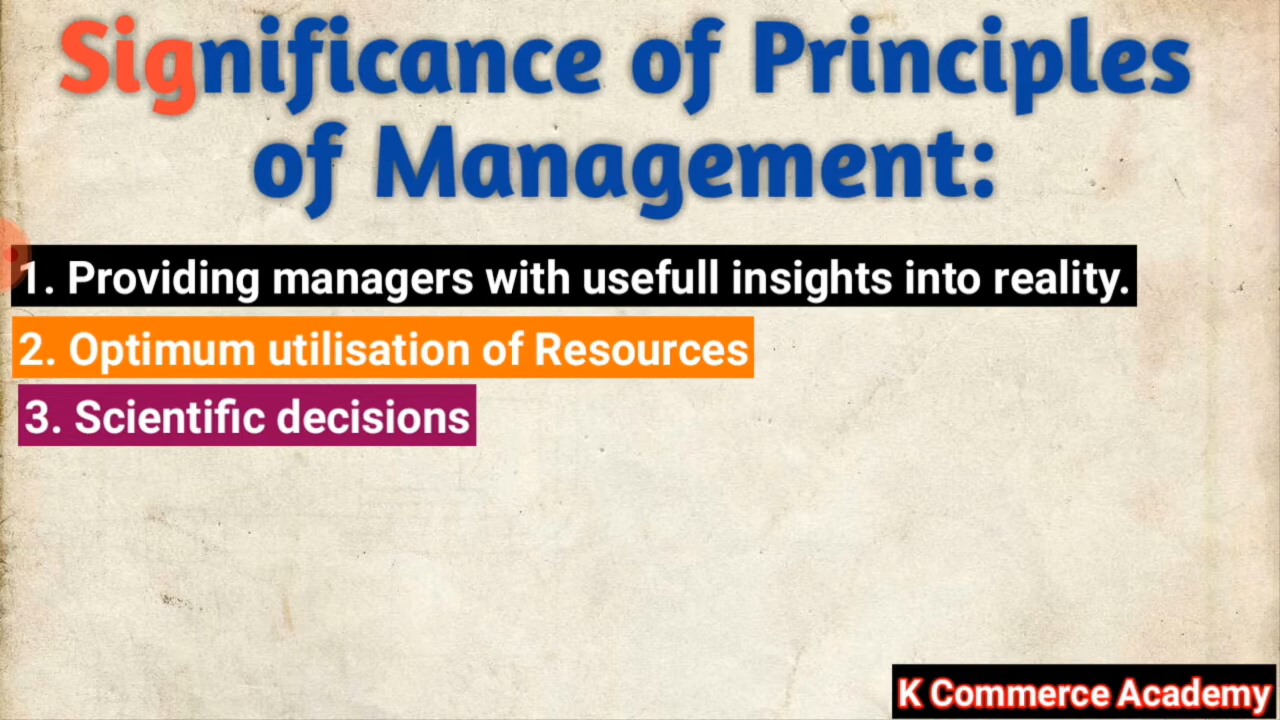 Significance of Principles
of Management:
1. Providing managers with usefull insights into reality.
2. Optimum utilisation of Resources
3. Scientific decisions
K Commerce Academy